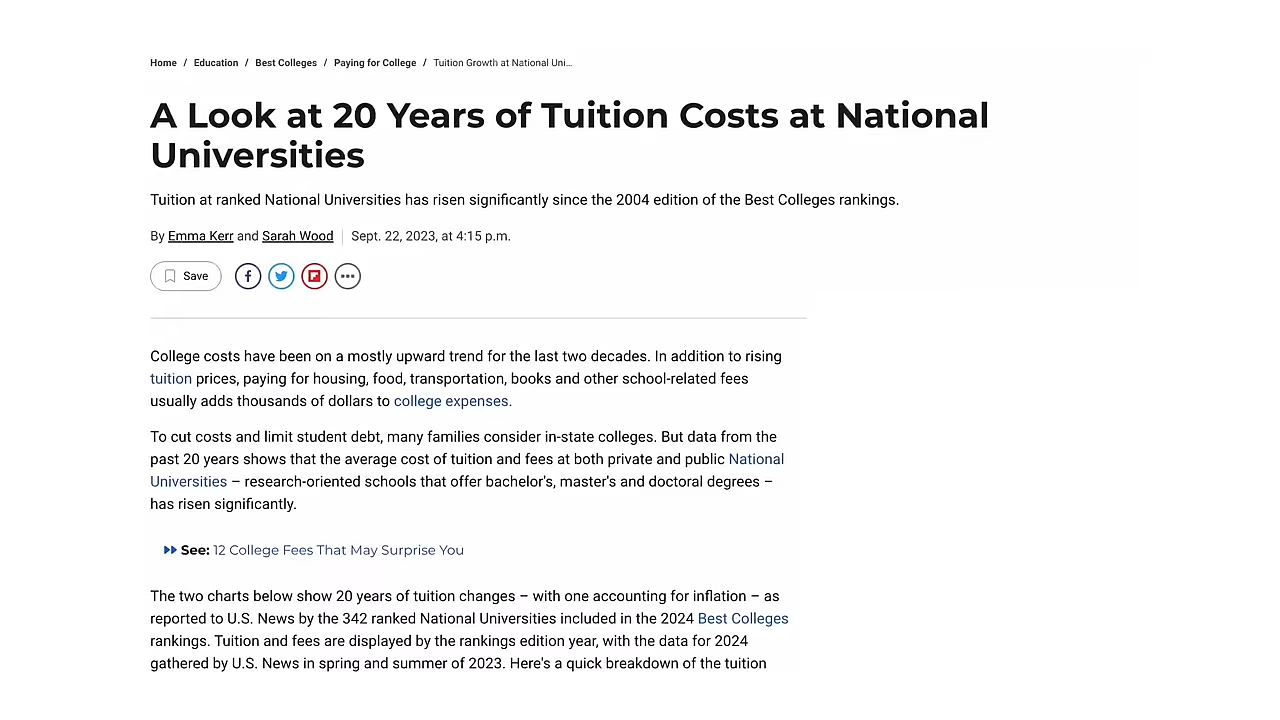 Home / Education / Best Colleges / Paying for College / Tuition Growth at National Uni...
A Look at 20 Years of Tuition Costs at National
Universities
Tuition at ranked National Universities has risen significantly since the 2004 edition of the Best Colleges rankings.
By Emma Kerr and Sarah Wood | Sept. 22, 2023, at 4:15 p.m.
Save
College costs have been on a mostly upward trend for the last two decades. In addition to rising
tuition prices, paying for housing, food, transportation, books and other school-related fees
usually adds thousands of dollars to college expenses.
To cut costs and limit student debt, many families consider in-state colleges. But data from the
past 20 years shows that the average cost of tuition and fees at both private and public National
Universities – research-oriented schools that offer bachelor's, master's and doctoral degrees –
has risen significantly.
See: 12 College Fees That May Surprise You
The two charts below show 20 years of tuition changes – with one accounting for inflation – as
reported to U.S. News by the 342 ranked National Universities included in the 2024 Best Colleges
rankings. Tuition and fees are displayed by the rankings edition year, with the data for 2024
gathered by U.S. News in spring and summer of 2023. Here's a quick breakdown of the tuition